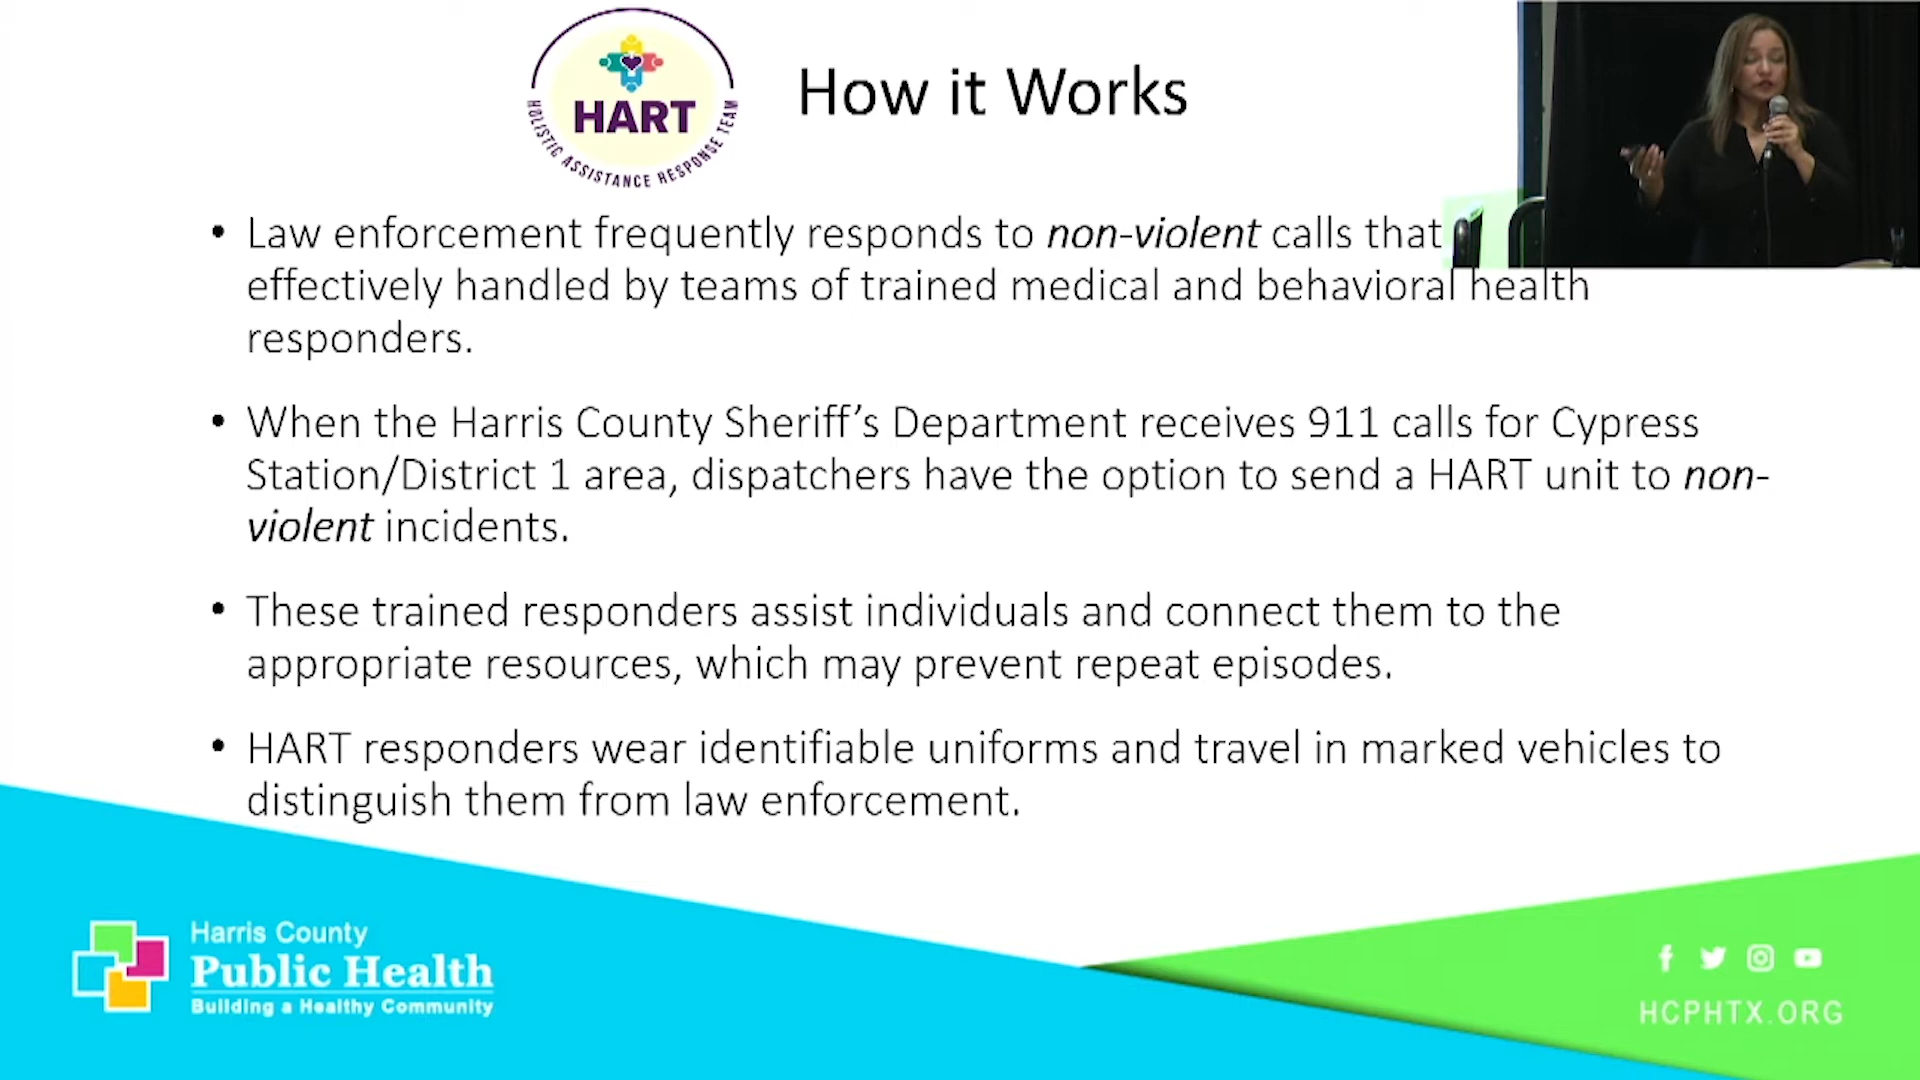 HART
HOLISTIC ASSISTANCE RESPONSE TEAM
How it Works
• Law enforcement frequently responds to non-violent calls that
effectively handled by teams of trained medical and behavioral health
responders.
• When the Harris County Sheriff’s Department receives 911 calls for Cypress
Station/District 1 area, dispatchers have the option to send a HART unit to non-
violent incidents.
• These trained responders assist individuals and connect them to the
appropriate resources, which may prevent repeat episodes.
• HART responders wear identifiable uniforms and travel in marked vehicles to
distinguish them from law enforcement.
Harris County
Public Health
Building a Healthy Community
HCPHTX.ORG